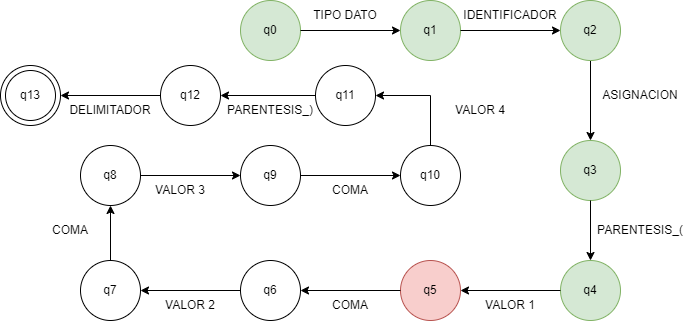 q0
TIPO DATO
q1
IDENTIFICADOR
q2
ASIGNACION
q3
PARENTESIS_(
q4
VALOR 1
q5
COMA
q6
VALOR 2
q7
COMA
q8
VALOR 3
q9
COMA
q10
VALOR 4
q11
PARENTESIS_)
q12
DELIMITADOR
q13